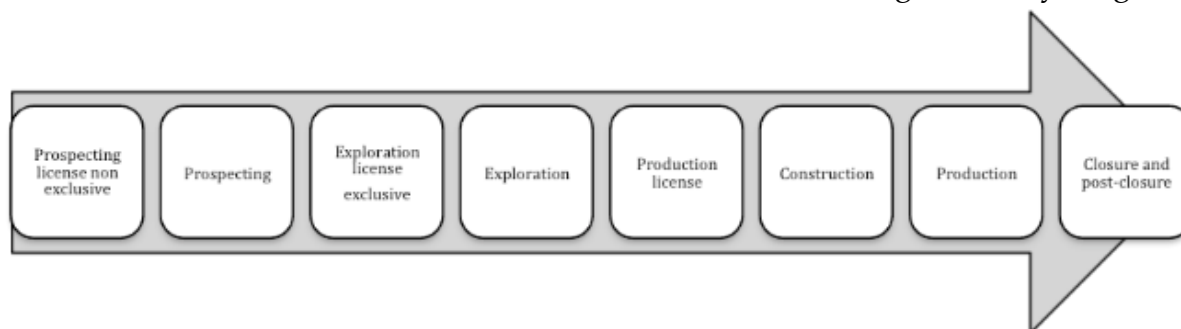 Prospecting
license non
exclusive
Prospecting
Exploration
license
exclusive
Exploration
Production
license
Construction
Production
Closure and
post-closure